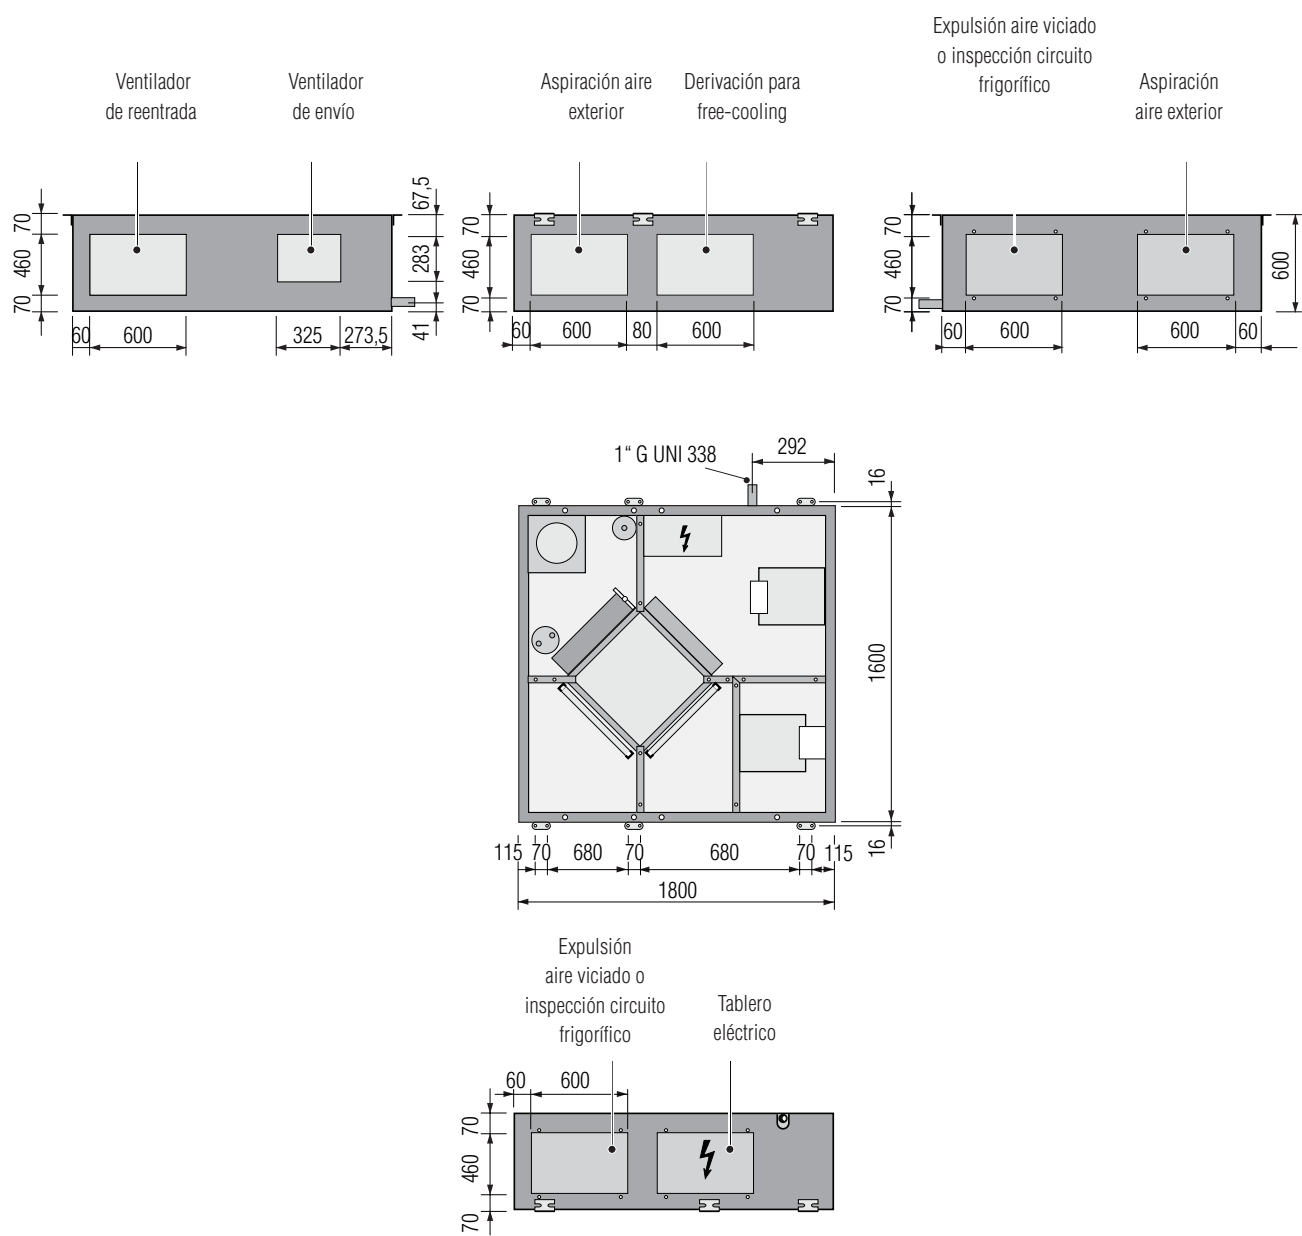 Expulsión aire viciado
o inspección circuito
frigorífico
Ventilador
de reentrada
Ventilador
de envío
Aspiración aire
exterior
Derivación para
free-cooling
Aspiración
aire exterior
70
460
70
60
600
325
273,5
67,5
283
41
70
460
70
60
600
80
600
70
460
70
60
600
600
60
600
1“ G UNI 338
292
16
1600
16
115
70
680
70
680
70
115
1800
Expulsión
aire viciado o
inspección circuito
frigorífico
Tablero
eléctrico
60
600
70
460
70